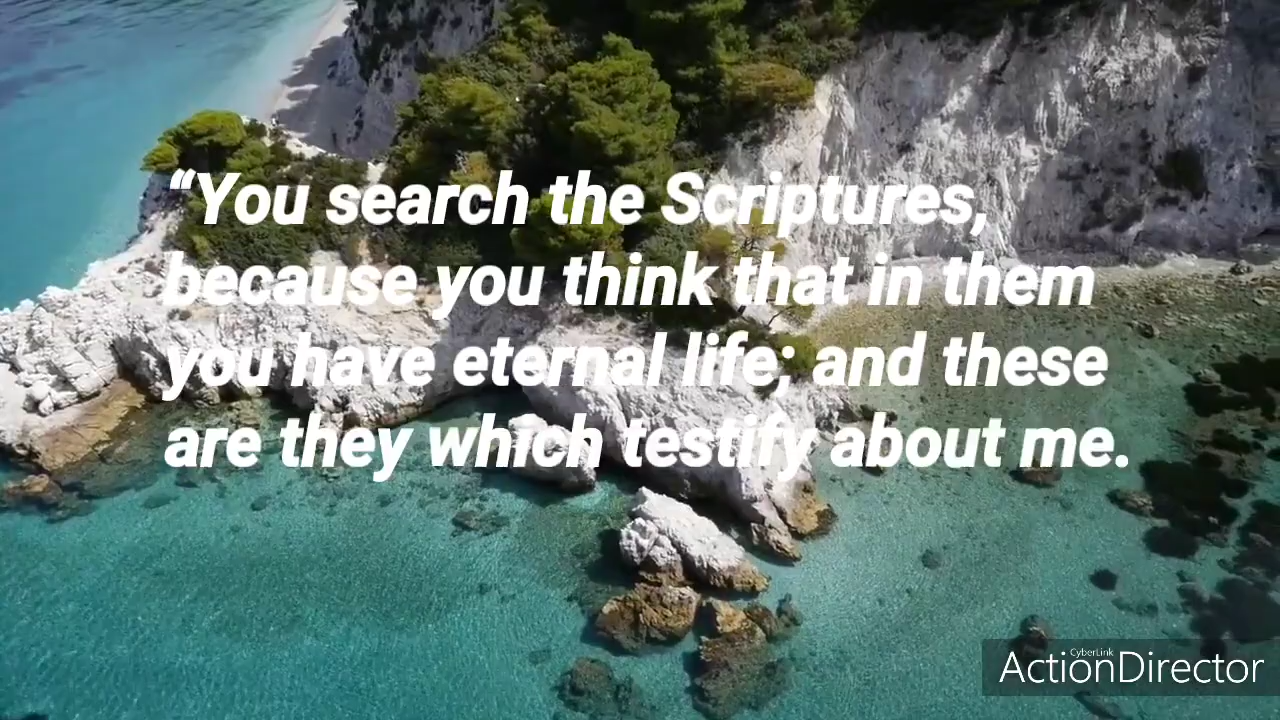 “You search the Scriptures,
because you think that in them
you have eternal life; and these
are they which testify about me.
CyberLink
ActionDirector